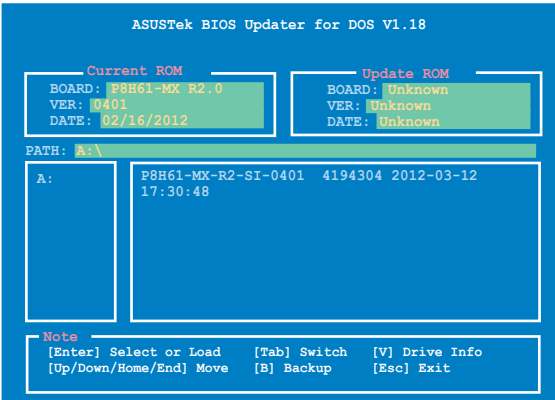 ASUSTek BIOS Updater for DOS V1.18
Current ROM
BOARD: P8H61-MX R2.0
VER: 0401
DATE: 02/16/2012
Update ROM
BOARD: Unknown
VER: Unknown
DATE: Unknown
PATH: A:\
A:
P8H61-MX-R2-SI-0401 4194304 2012-03-12
17:30:48
Note
[Enter] Select or Load [Tab] Switch [V] Drive Info
[Up/Down/Home/End] Move [B] Backup [Esc] Exit